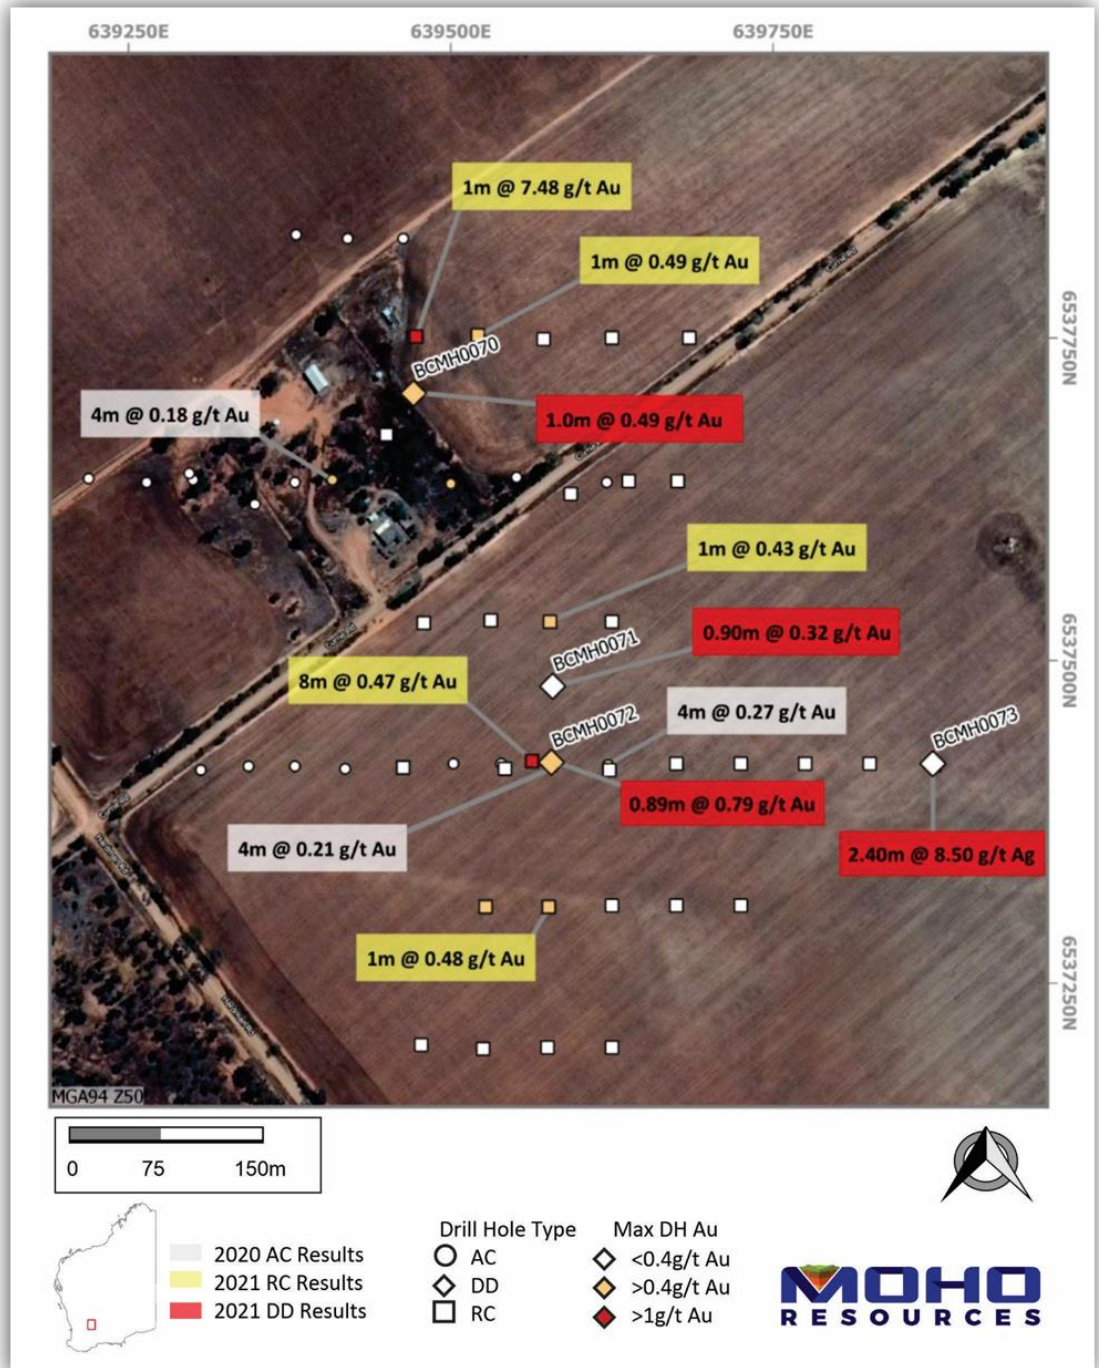 639250E
639500E
639750E
1m @ 7.48 g/t Au
1m @ 0.49 g/t Au
6537750N
BCMH0070
4m @ 0.18 g/t Au
1.0m @ 0.49 g/t Au
1m @ 0.43 g/t Au
0.90m @ 0.32 g/t Au
BCMH0071
6537500N
8m @ 0.47 g/t Au
4m @ 0.27 g/t Au
BCMH0072
BCMH0073
0.89m @ 0.79 g/t Au
4m @ 0.21 g/t Au
2.40m @ 8.50 g/t Ag
1m @ 0.48 g/t Au
6537250N
MGA94 Z50
0 75 150m
2020 AC Results
2021 RC Results
2021 DD Results
Drill Hole Type
AC
DD
RC
Max DH Au
<0.4g/t Au
>0.4g/t Au
>1g/t Au
MOHO
RESOURCES